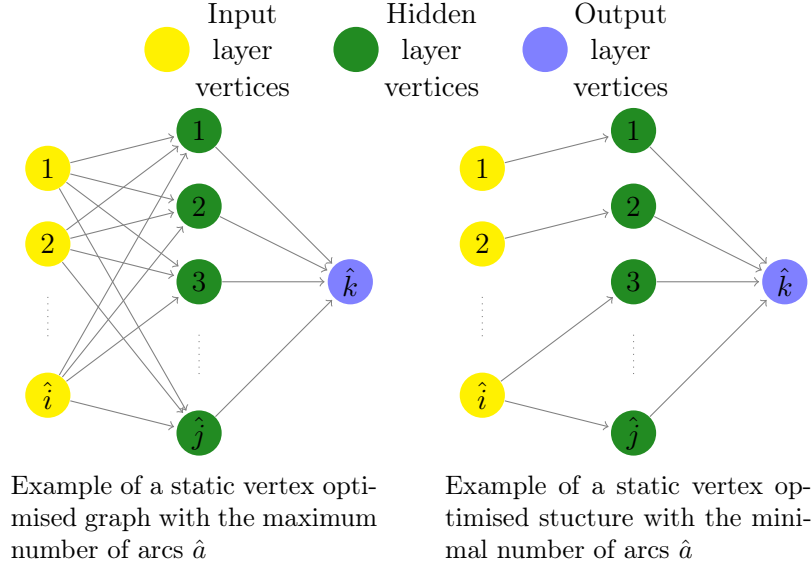 Input
layer
vertices
Hidden
layer
vertices
Output
layer
vertices
1
2
î
1
2
3
ĵ
k̂
1
2
î
1
2
3
ĵ
k̂
Example of a static vertex opti-
mised graph with the maximum
number of arcs â
Example of a static vertex op-
timised stucture with the mini-
mal number of arcs â